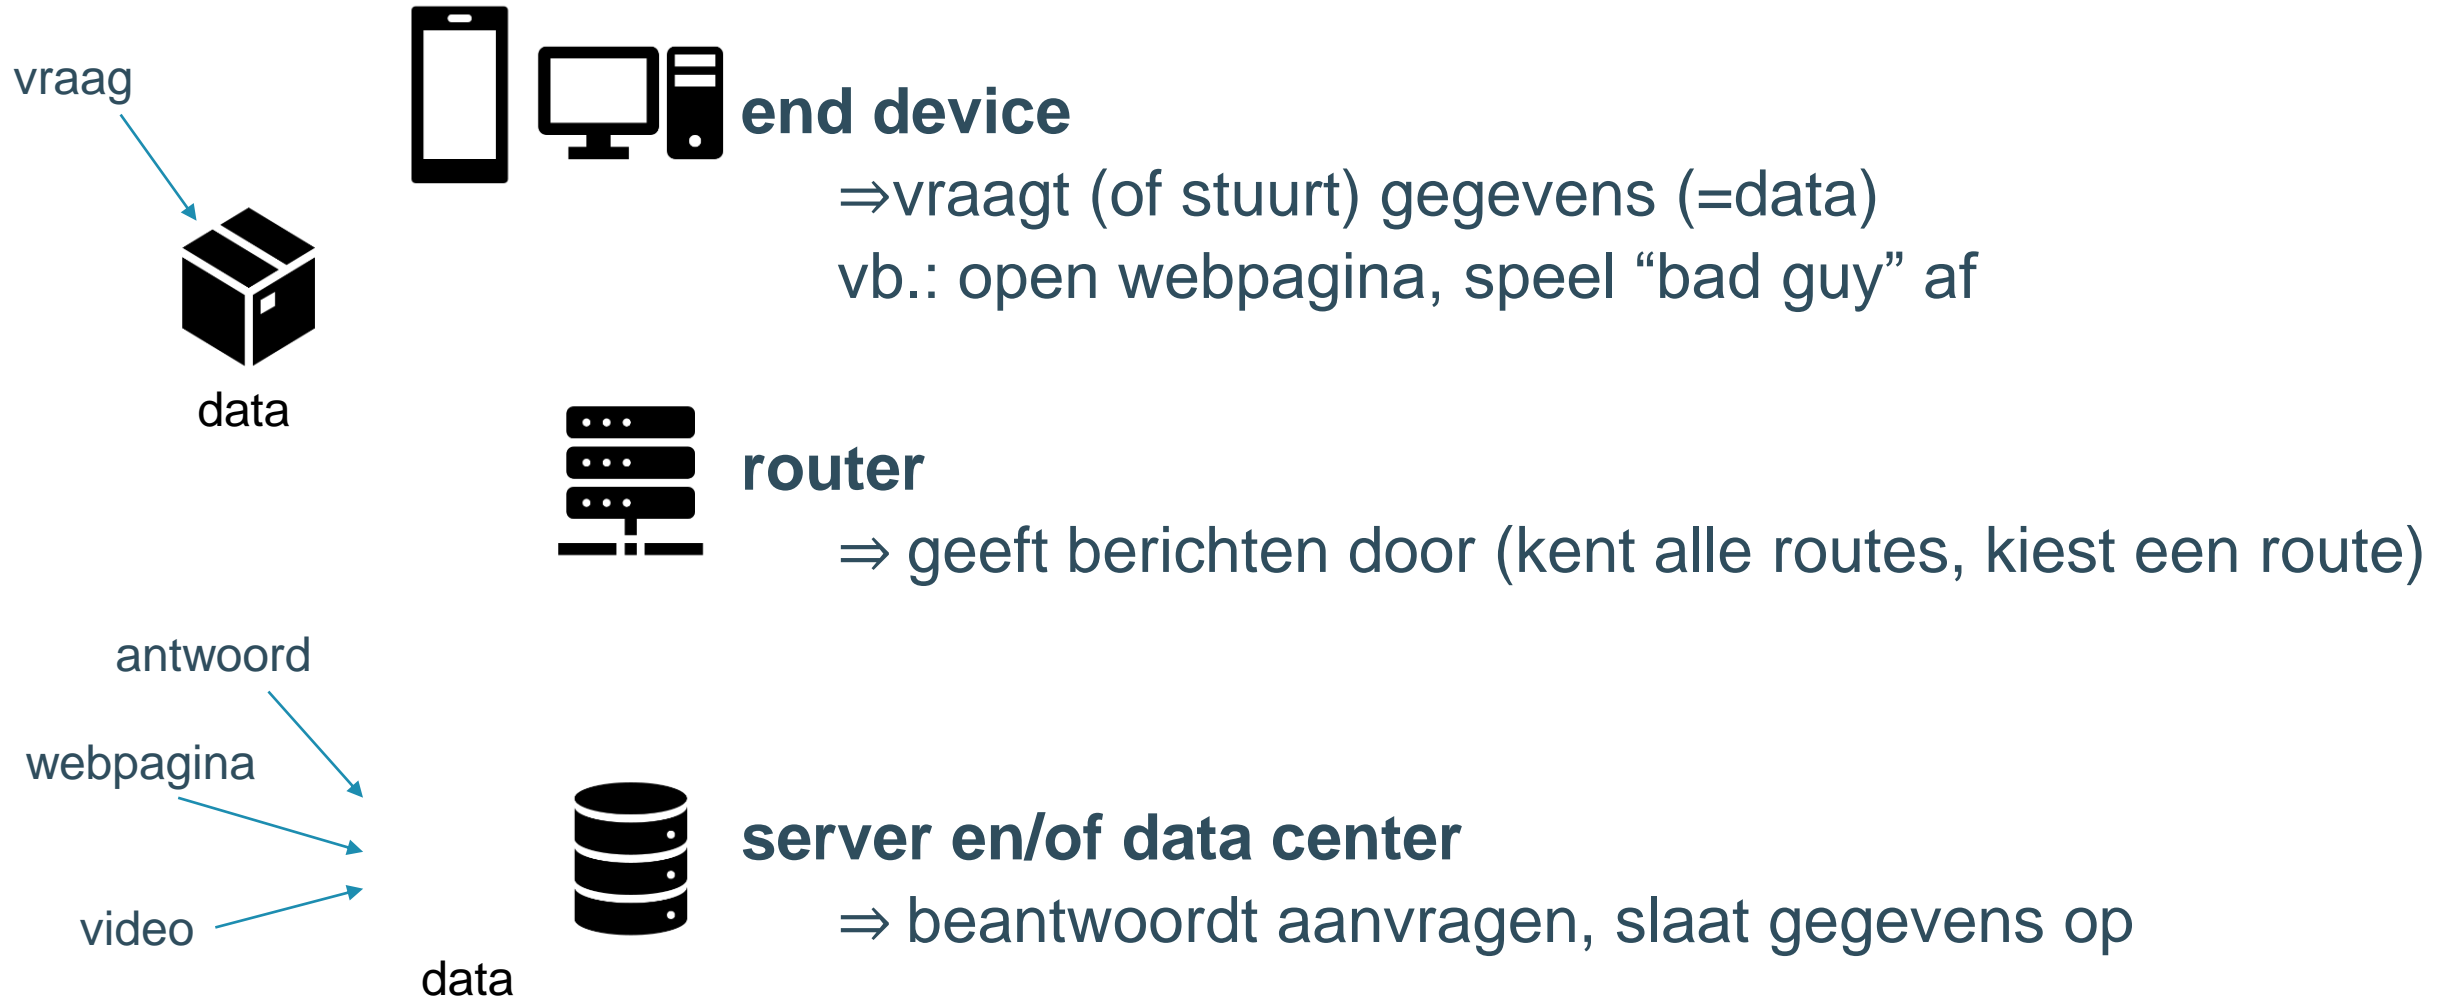 vraag
data
end device
⇒vraagt (of stuurt) gegevens (=data)
vb.: open webpagina, speel “bad guy” af
router
⇒ geeft berichten door (kent alle routes, kiest een route)
antwoord
webpagina
video
data
server en/of data center
⇒ beantwoordt aanvragen, slaat gegevens op